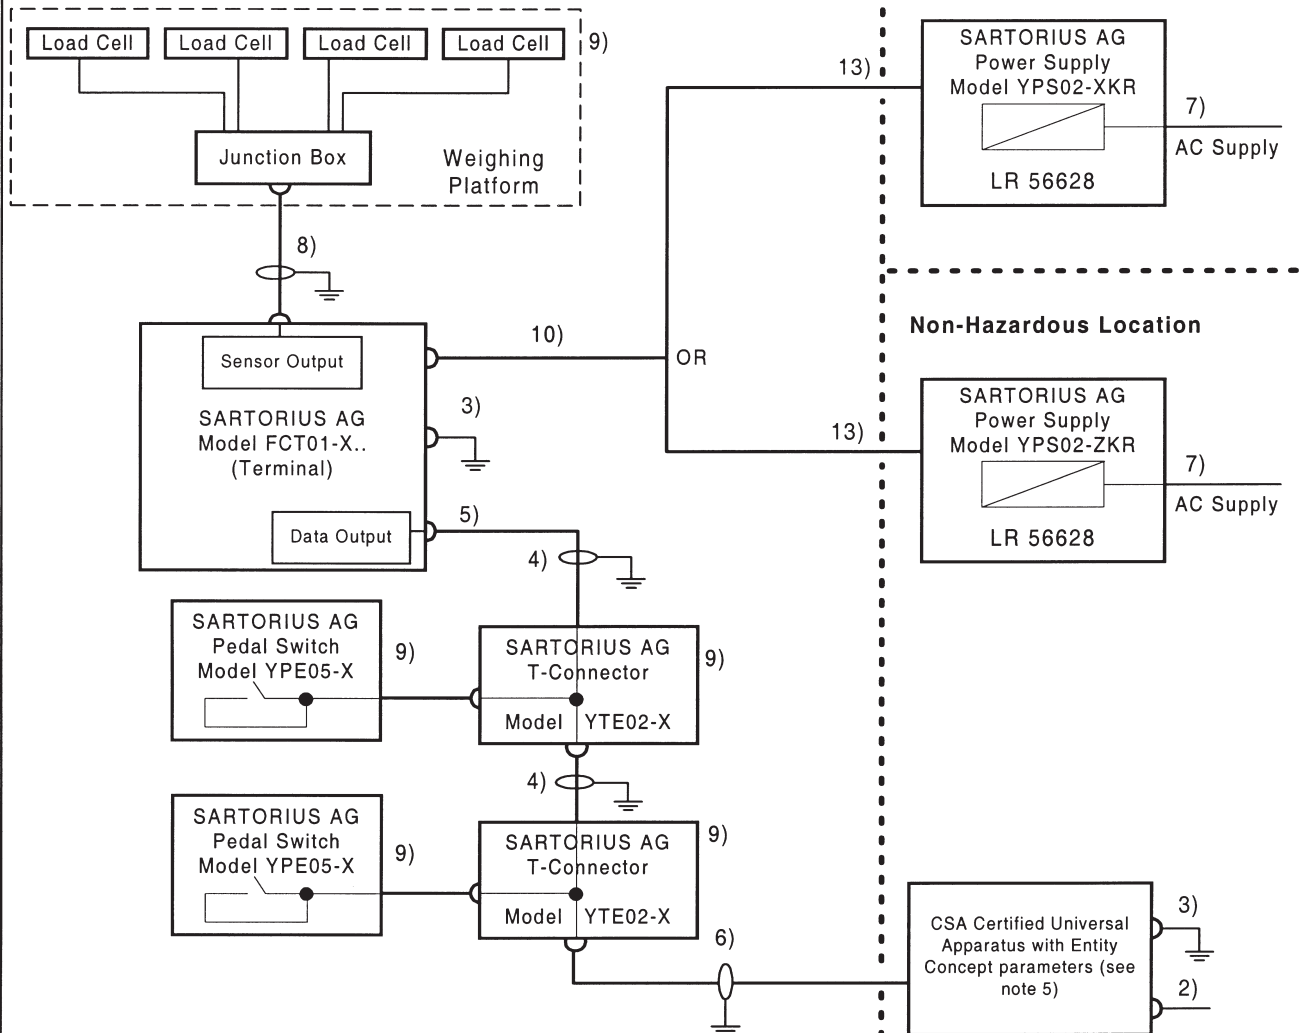 Load Cell
Load Cell
Load Cell
Load Cell
9)
Junction Box
Weighing
Platform
8)
Sensor Output
SARTORIUS AG
Model FCT01-X..
(Terminal)
Data Output
10)
3)
5)
4)
OR
13)
13)
SARTORIUS AG
Power Supply
Model YPS02-XKR
LR 56628
7)
AC Supply
Non-Hazardous Location
SARTORIUS AG
Power Supply
Model YPS02-ZKR
LR 56628
7)
AC Supply
SARTORIUS AG
Pedal Switch
Model YPE05-X
9)
SARTORIUS AG
T-Connector
Model YTE02-X
9)
4)
SARTORIUS AG
Pedal Switch
Model YPE05-X
9)
SARTORIUS AG
T-Connector
Model YTE02-X
9)
6)
CSA Certified Universal
Apparatus with Entity
Concept parameters (see
note 5)
3)
2)